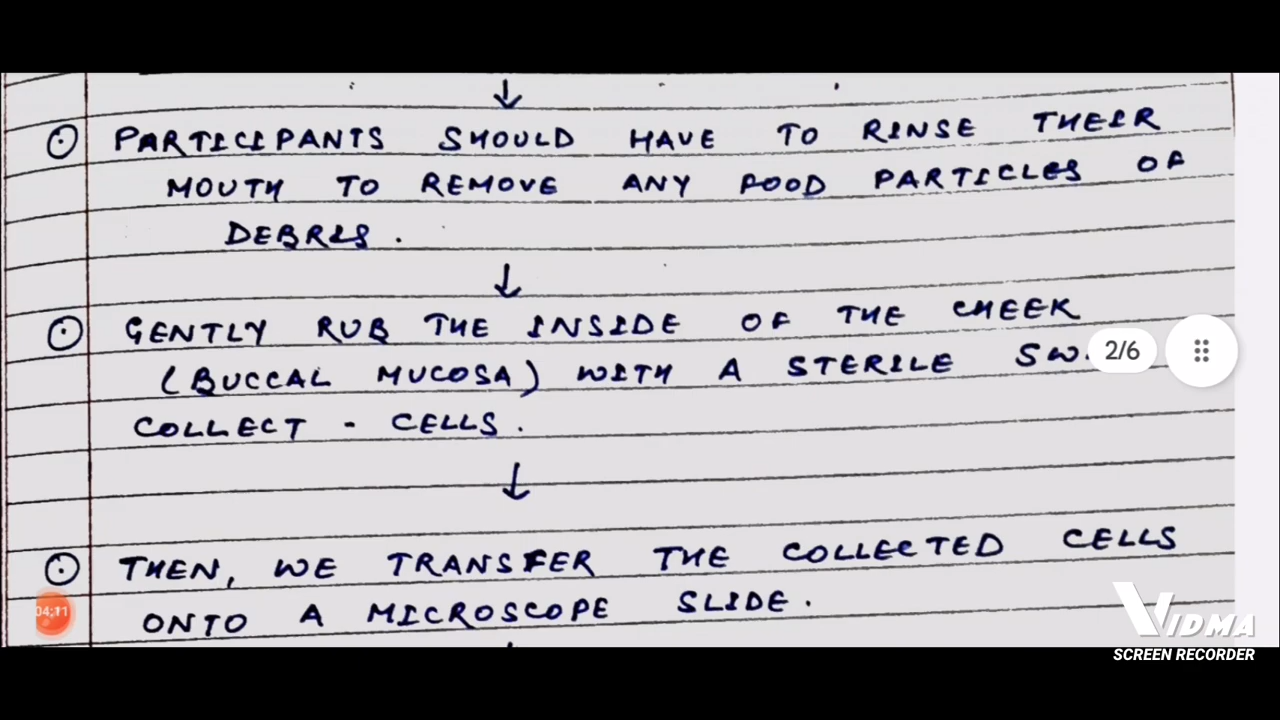 PARTICIPANTS SHOULD HAVE TO RINSE THEIR
MOUTH TO REMOVE ANY FOOD PARTICLES OF
DEBRIS.
GENTLY RUB THE INSIDE OF THE CHEEK
(BUCCAL MUCOSA) WITH A STERILE
2/6
COLLECT - CELLS.
THEN, WE TRANSFER THE COLLECTED CELLS
ONTO A MICROSCOPE SLIDE.
04:11
VIDMA
SCREEN RECORDER